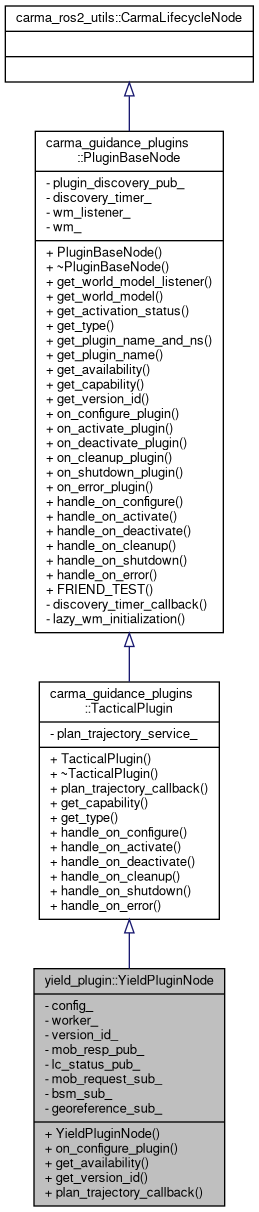 carma_ros2_utils::CarmaLifecycleNode
carma_guidance_plugins
::PluginBaseNode
- plugin_discovery_pub_
- discovery_timer_
- wm_listener_
- wm_
+ PluginBaseNode()
+ ~PluginBaseNode()
+ get_world_model_listener()
+ get_world_model()
+ get_activation_status()
+ get_type()
+ get_plugin_name_and_ns()
+ get_plugin_name()
+ get_availability()
+ get_capability()
+ get_version_id()
+ on_configure_plugin()
+ on_activate_plugin()
+ on_deactivate_plugin()
+ on_cleanup_plugin()
+ on_shutdown_plugin()
+ on_error_plugin()
+ handle_on_configure()
+ handle_on_activate()
+ handle_on_deactivate()
+ handle_on_cleanup()
+ handle_on_shutdown()
+ handle_on_error()
+ FRIEND_TEST()
- discovery_timer_callback()
- lazy_wm_initialization()
carma_guidance_plugins
::TacticalPlugin
- plan_trajectory_service_
+ TacticalPlugin()
+ ~TacticalPlugin()
+ plan_trajectory_callback()
+ get_capability()
+ get_type()
+ handle_on_configure()
+ handle_on_activate()
+ handle_on_deactivate()
+ handle_on_cleanup()
+ handle_on_shutdown()
+ handle_on_error()
yield_plugin::YieldPluginNode
- config_
- worker_
- version_id_
- mob_resp_pub_
- lc_status_pub_
- mob_request_sub_
- bsm_sub_
- georeference_sub_
+ YieldPluginNode()
+ on_configure_plugin()
+ get_availability()
+ get_version_id()
+ plan_trajectory_callback()